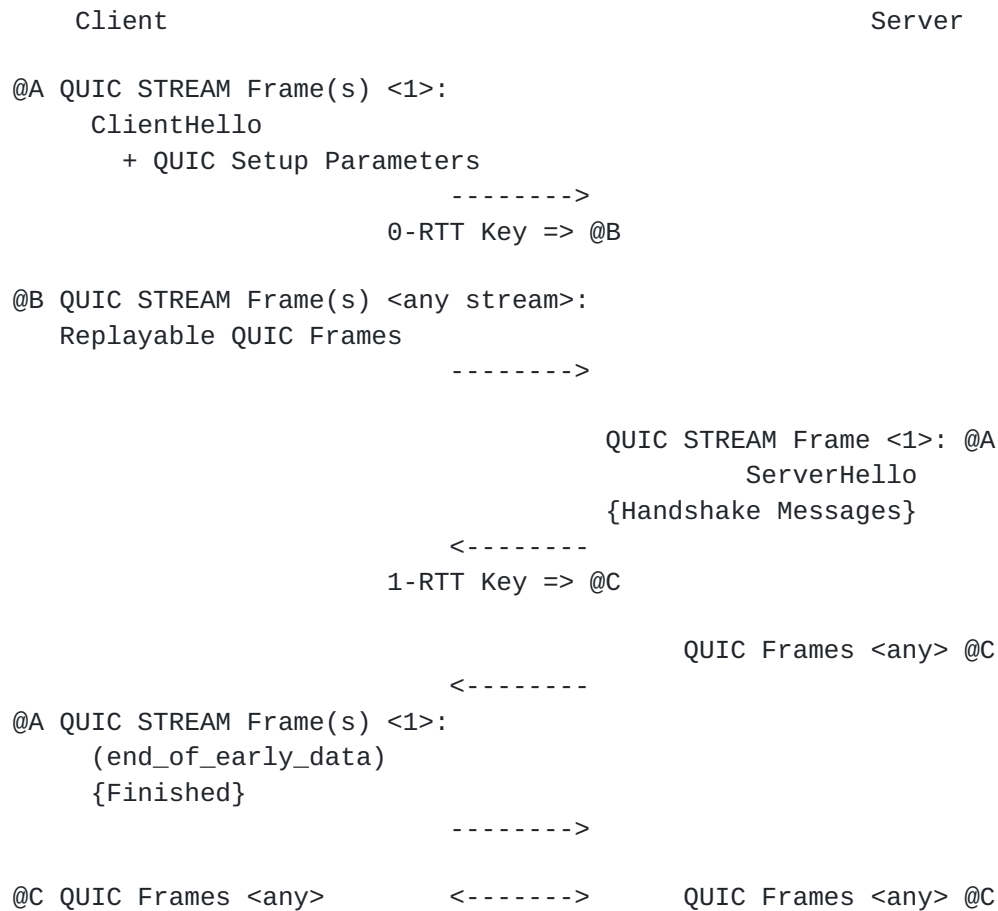 Client Server
@A QUIC STREAM Frame(s) <1>:
ClientHello
+ QUIC Setup Parameters
-------->
0-RTT Key => @B
@B QUIC STREAM Frame(s) <any stream>:
Replayable QUIC Frames
-------->
QUIC STREAM Frame <1>: @A
ServerHello
{Handshake Messages}
<--------
1-RTT Key => @C
QUIC Frames <any> @C
<--------
@A QUIC STREAM Frame(s) <1>:
(end_of_early_data)
{Finished}
-------->
@C QUIC Frames <any> <-------> QUIC Frames <any> @C